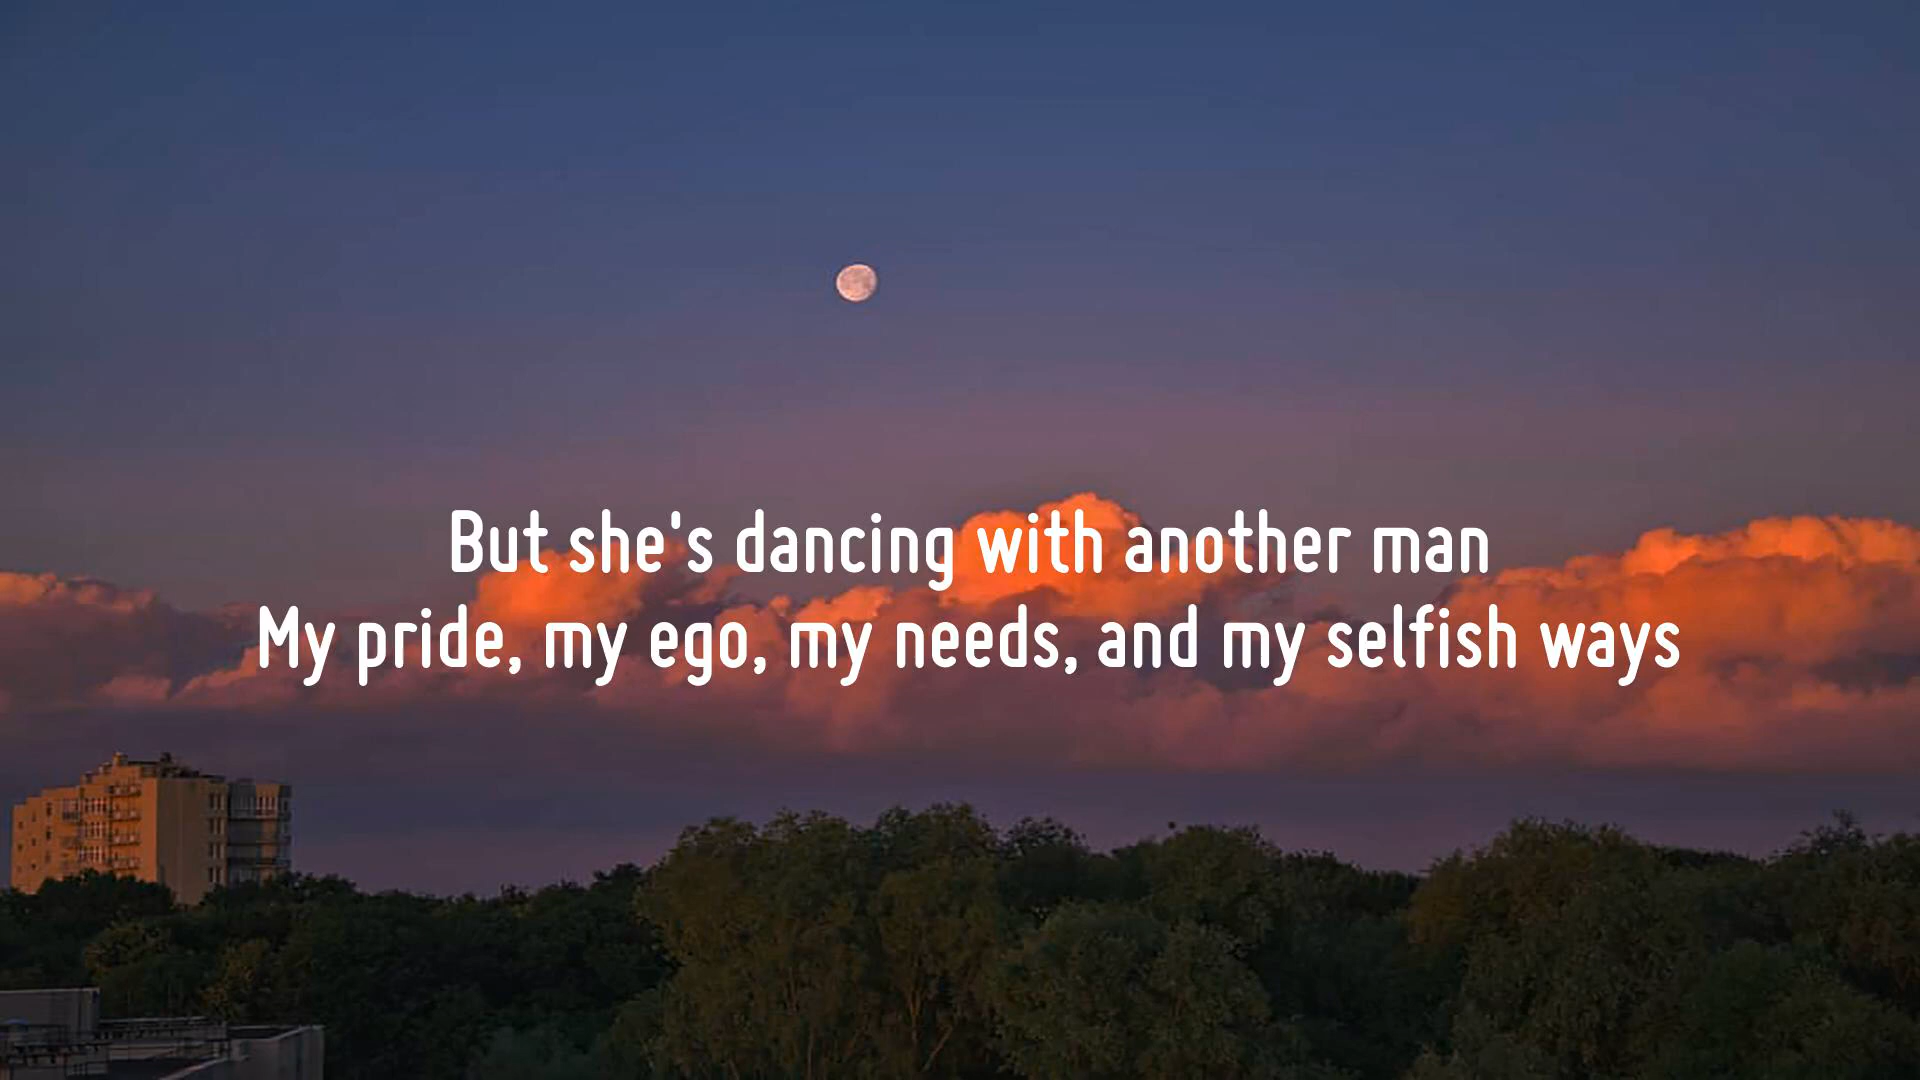 But she's dancing with another man
My pride, my ego, my needs, and my selfish ways